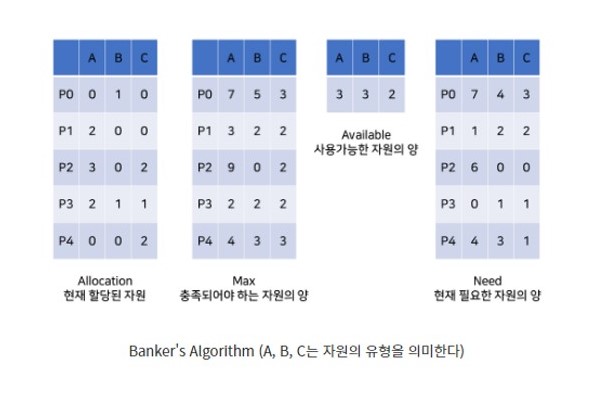 A B C
P0 0 1 0
P1 2 0 0
P2 3 0 2
P3 2 1 1
P4 0 0 2
Allocation
현재 할당된 자원
A B C
P0 7 5 3
P1 3 2 2
P2 9 0 2
P3 2 2 2
P4 4 3 3
Max
충족되어야 하는 자원의 양
A B C
3 3 2
Available
사용가능한 자원의 양
A B C
P0 7 4 3
P1 1 2 2
P2 6 0 0
P3 0 1 1
P4 4 3 1
Need
현재 필요한 자원의 양
Banker's Algorithm (A, B, C는 자원의 유형을 의미한다)